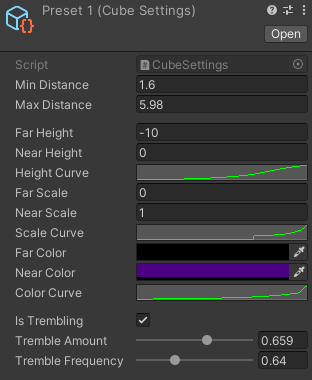 Preset 1 (Cube Settings)
Open
Script CubeSettings
Min Distance 1.6
Max Distance 5.98
Far Height -10
Near Height 0
Height Curve
Far Scale 0
Near Scale 1
Scale Curve
Far Color
Near Color
Color Curve
Is Trembling
Tremble Amount 0.659
Tremble Frequency 0.64